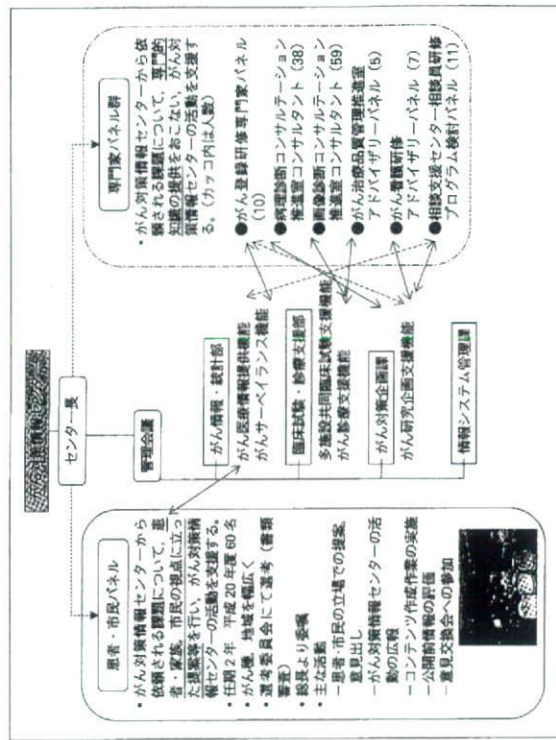 がん対策情報センター
センター長
管理会議
患者・市民パネル
・がん対策情報センターから
依頼される課題について、患
者・家族、市民の視点に立っ
た提案等を行い、がん対策情
報センターの活動を支援する。
・任期２年 平成20年度60名
・がん種、地域を幅広く
・選考委員会にて選考（書類
審査）
・総長より委嘱
・主な活動
－患者・市民の立場での提案、
意見出し
－がん対策情報センターの活
動の広報
－コンテンツ作成作業の実施
－公開前情報の評価
－意見交換会への参加
がん情報・統計部
がん医療情報提供機能
がんサーベイランス機能
臨床試験・診療支援部
多施設共同臨床試験支援機能
がん診療支援機能
がん対策企画課
がん研究企画支援機能
情報システム管理課
専門家パネル群
・がん対策情報センターから依
頼される課題について、専門的
知識の提供をおこない、がん対
策情報センターの活動を支援す
る。（カッコ内は人数）
●がん登録研修専門家パネル
（10）
●病理診断コンサルテーション
推進室コンサルタント（38）
●画像診断コンサルテーション
推進室コンサルタント（59）
●がん治療品質管理推進室
アドバイザリーパネル（5）
●がん看護研修
アドバイザリーパネル（7）
●相談支援センター相談員研修
プログラム検討パネル（11）